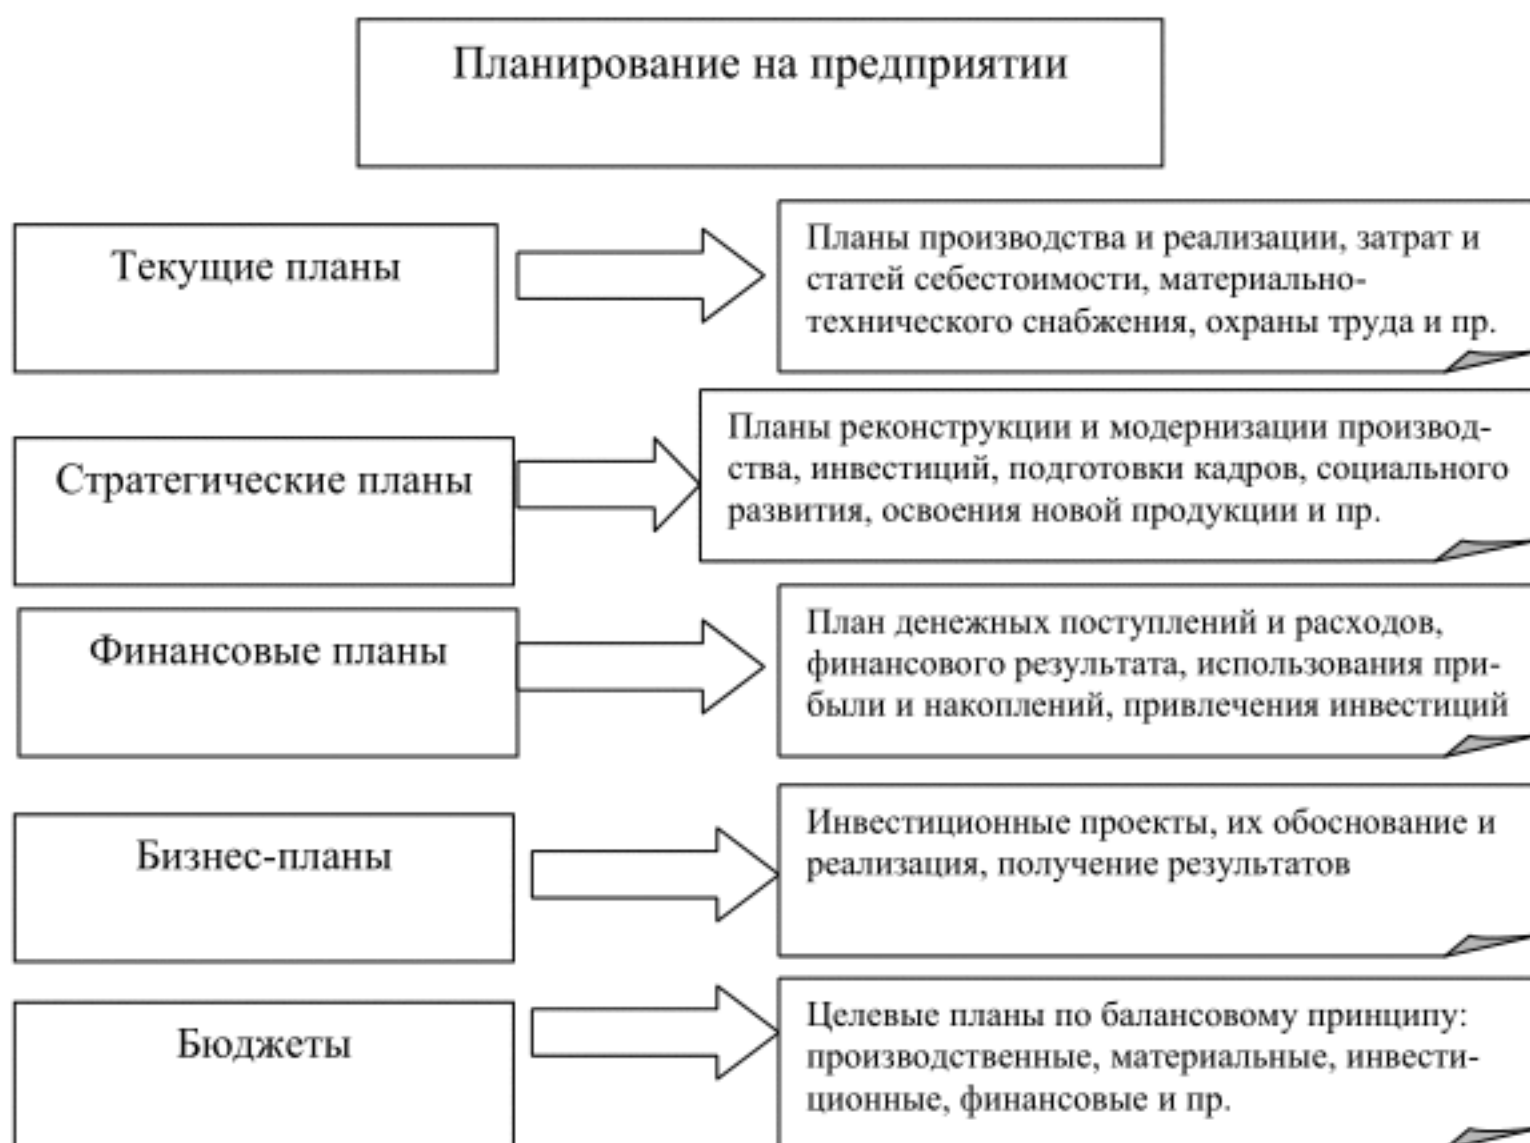 Планирование на предприятии
Текущие планы
Планы производства и реализации, затрат и
статей себестоимости, материально-
технического снабжения, охраны труда и пр.
Стратегические планы
Планы реконструкции и модернизации производ-
ства, инвестиций, подготовки кадров, социального
развития, освоения новой продукции и пр.
Финансовые планы
План денежных поступлений и расходов,
финансового результата, использования при-
были и накоплений, привлечения инвестиций
Бизнес-планы
Инвестиционные проекты, их обоснование и
реализация, получение результатов
Бюджеты
Целевые планы по балансовому принципу:
производственные, материальные, инвести-
ционные, финансовые и пр.